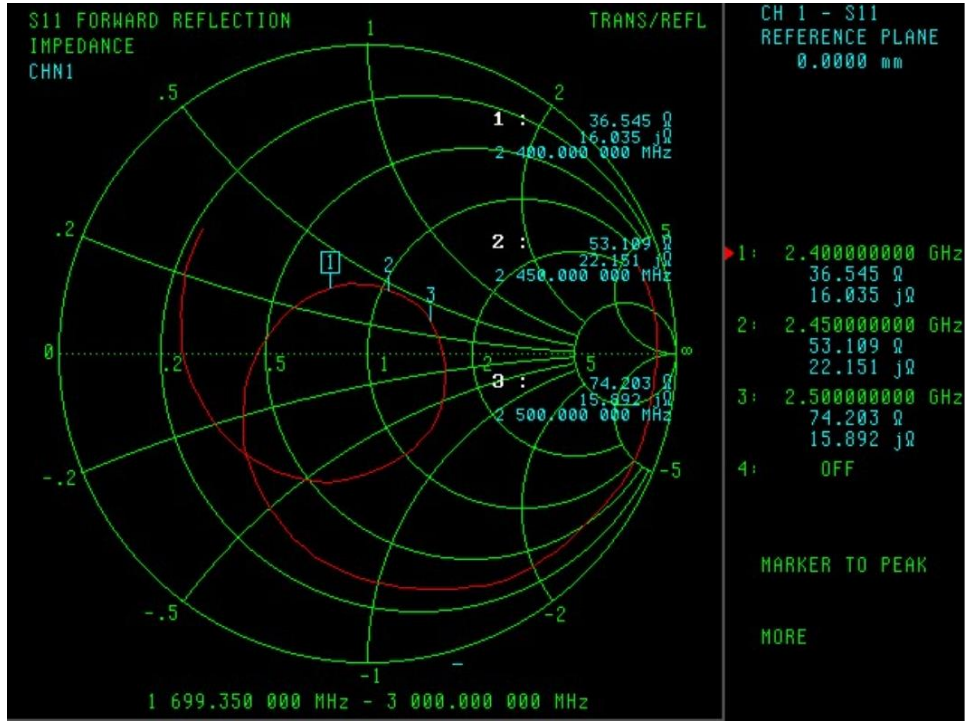 S11 FORWARD REFLECTION
TRANS/REFL
IMPEDANCE
CHN1
1
.5
2
1 :
36.545 Ω
16.035 jΩ
2 400.000 000 MHz
.2
5
2 :
53.109 Ω
22.151 jΩ
2 450.000 000 MHz
1
2
3
0
.2
.5
1
2
5
∞
3 :
74.203 Ω
15.892 jΩ
2 500.000 000 MHz
-.2
-5
-.5
-2
-1
1 699.350 000 MHz - 3 000.000 000 MHz
CH 1 - S11
REFERENCE PLANE
0.0000 mm
1: 2.400000000 GHz
36.545 Ω
16.035 jΩ
2: 2.450000000 GHz
53.109 Ω
22.151 jΩ
3: 2.500000000 GHz
74.203 Ω
15.892 jΩ
4: OFF
MARKER TO PEAK
MORE